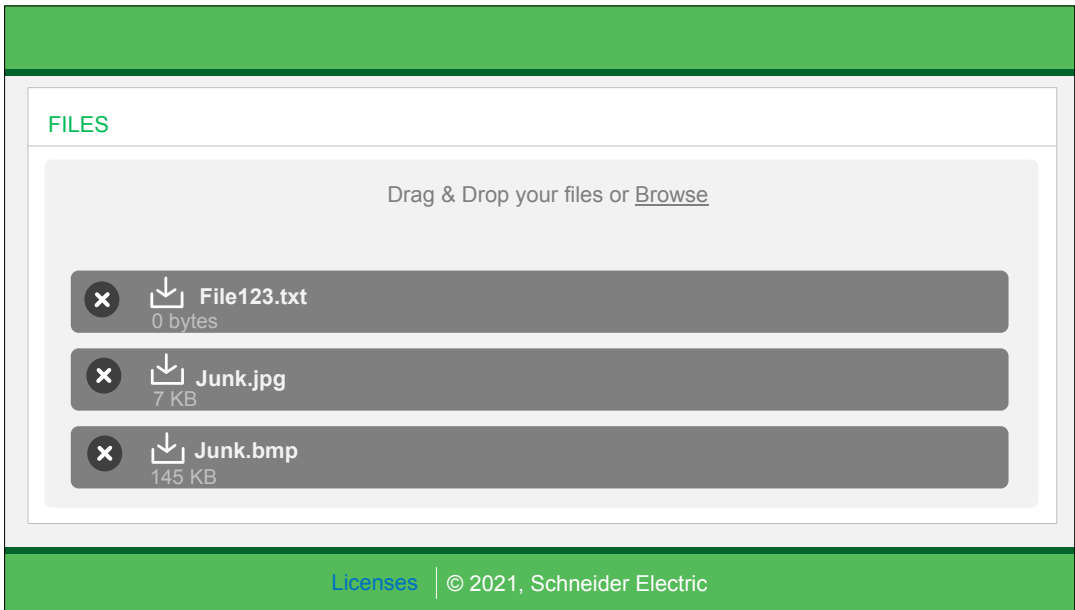 FILES
Drag & Drop your files or Browse
File123.txt
0 bytes
Junk.jpg
7 KB
Junk.bmp
145 KB
Licenses © 2021, Schneider Electric